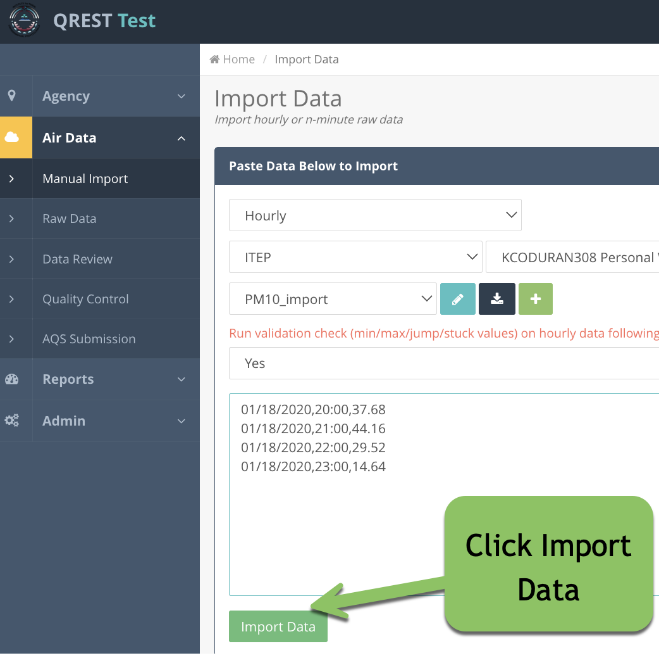 QREST Test
Home / Import Data
Agency
Air Data
Manual Import
Raw Data
Data Review
Quality Control
AQS Submission
Reports
Admin
Import Data
Import hourly or n-minute raw data
Paste Data Below to Import
Hourly
ITEP
KCODURAN308 Personal
PM10_import
Run validation check (min/max/jump/stuck values) on hourly data following
Yes
01/18/2020,20:00,37.68
01/18/2020,21:00,44.16
01/18/2020,22:00,29.52
01/18/2020,23:00,14.64
Click Import
Data
Import Data